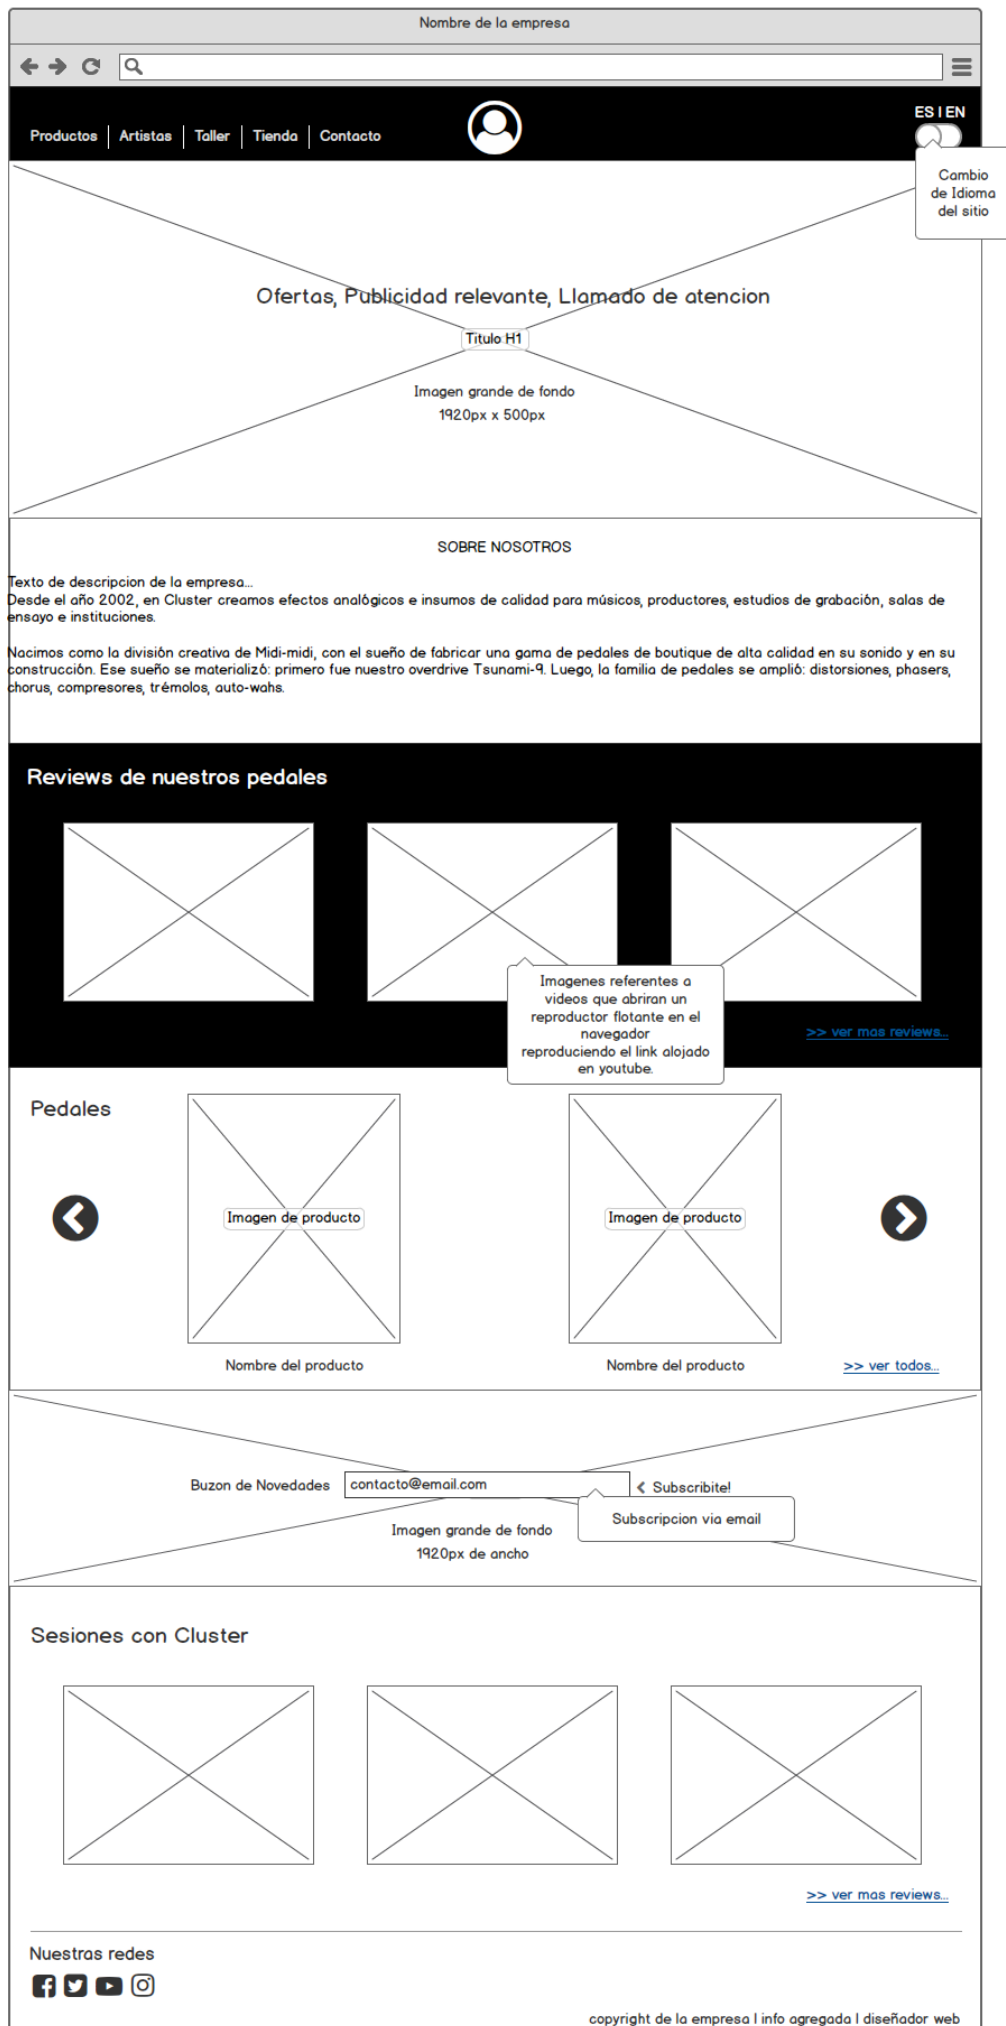 Nombre de la empresa
Productos | Artistas | Taller | Tienda | Contacto
ES | EN
Cambio
de Idioma
del sitio
Ofertas, Publicidad relevante, Llamado de atencion
Titulo H1
Imagen grande de fondo
1920px x 500px
SOBRE NOSOTROS
Texto de descripcion de la empresa...
Desde el año 2002, en Cluster creamos efectos analógicos e insumos de calidad para músicos, productores, estudios de grabación, salas de
ensayo e instituciones.
Nacimos como la división creativa de Midi-midi, con el sueño de fabricar una gama de pedales de boutique de alta calidad en su sonido y en su
construcción. Ese sueño se materializó: primero fue nuestro overdrive Tsunami-9. Luego, la familia de pedales se amplió: distorsiones, phasers,
chorus, compresores, trémolos, auto-wahs.
Reviews de nuestros pedales
Imagenes referentes a
videos que abriran un
reproductor flotante en el
navegador
reproduciendo el link alojado
en youtube.
>> ver mas reviews...
Pedales
Imagen de producto
Imagen de producto
Nombre del producto
Nombre del producto
>> ver todos...
Buzon de Novedades
contacto@email.com
Subscribite!
Subscripcion via email
Imagen grande de fondo
1920px de ancho
Sesiones con Cluster
>> ver mas reviews...
Nuestras redes
copyright de la empresa | info agregada | diseñador web